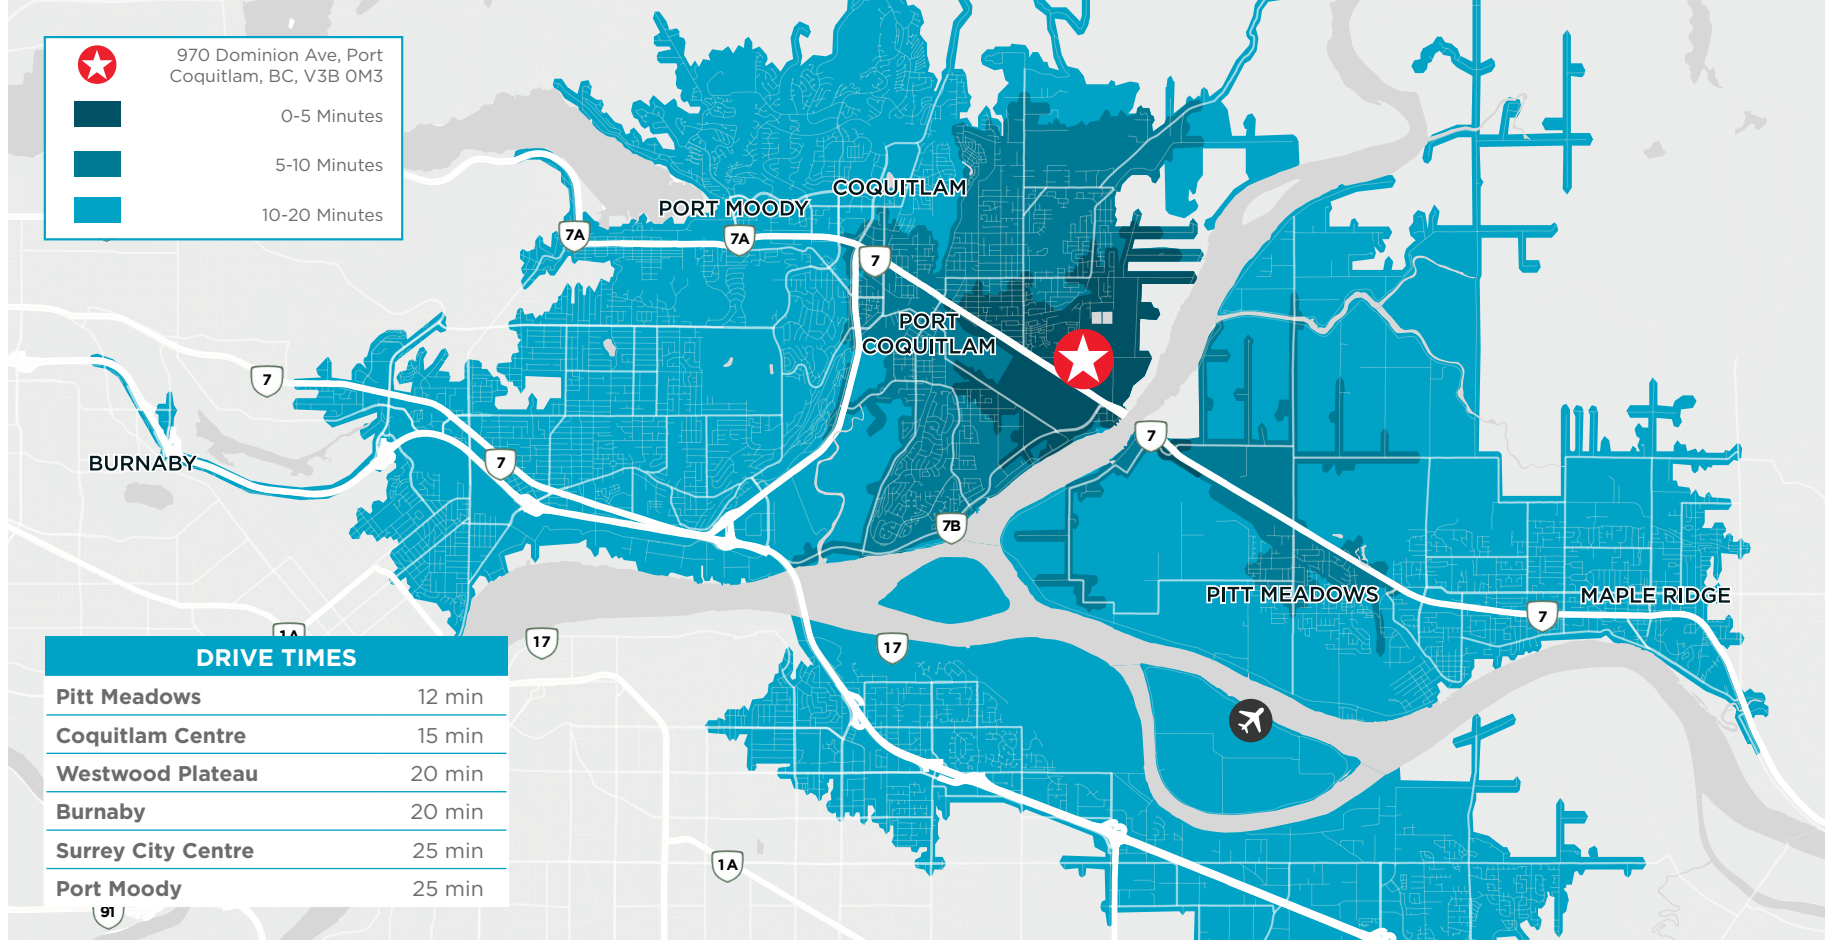 970 Dominion Ave, Port
Coquitlam, BC, V3B 0M3
0-5 Minutes
5-10 Minutes
10-20 Minutes
COQUITLAM
PORT MOODY
7A
7A
7
PORT
COQUITLAM
7
7
BURNABY
7
7B
PITT MEADOWS
MAPLE RIDGE
7
1A
17
17
DRIVE TIMES
Pitt Meadows 12 min
Coquitlam Centre 15 min
Westwood Plateau 20 min
Burnaby 20 min
Surrey City Centre 25 min
Port Moody 25 min
1A
91